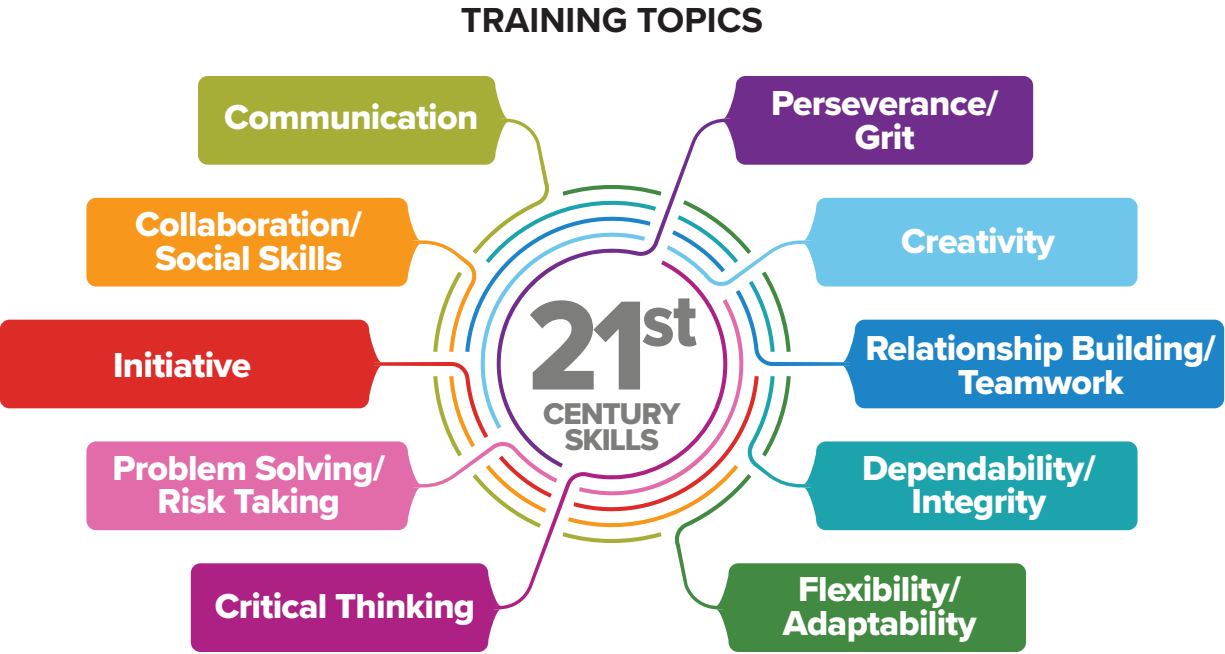 TRAINING TOPICS
Communication
Collaboration/
Social Skills
Initiative
Problem Solving/
Risk Taking
Critical Thinking
21st
CENTURY
SKILLS
Perseverance/
Grit
Creativity
Relationship Building/
Teamwork
Dependability/
Integrity
Flexibility/
Adaptability